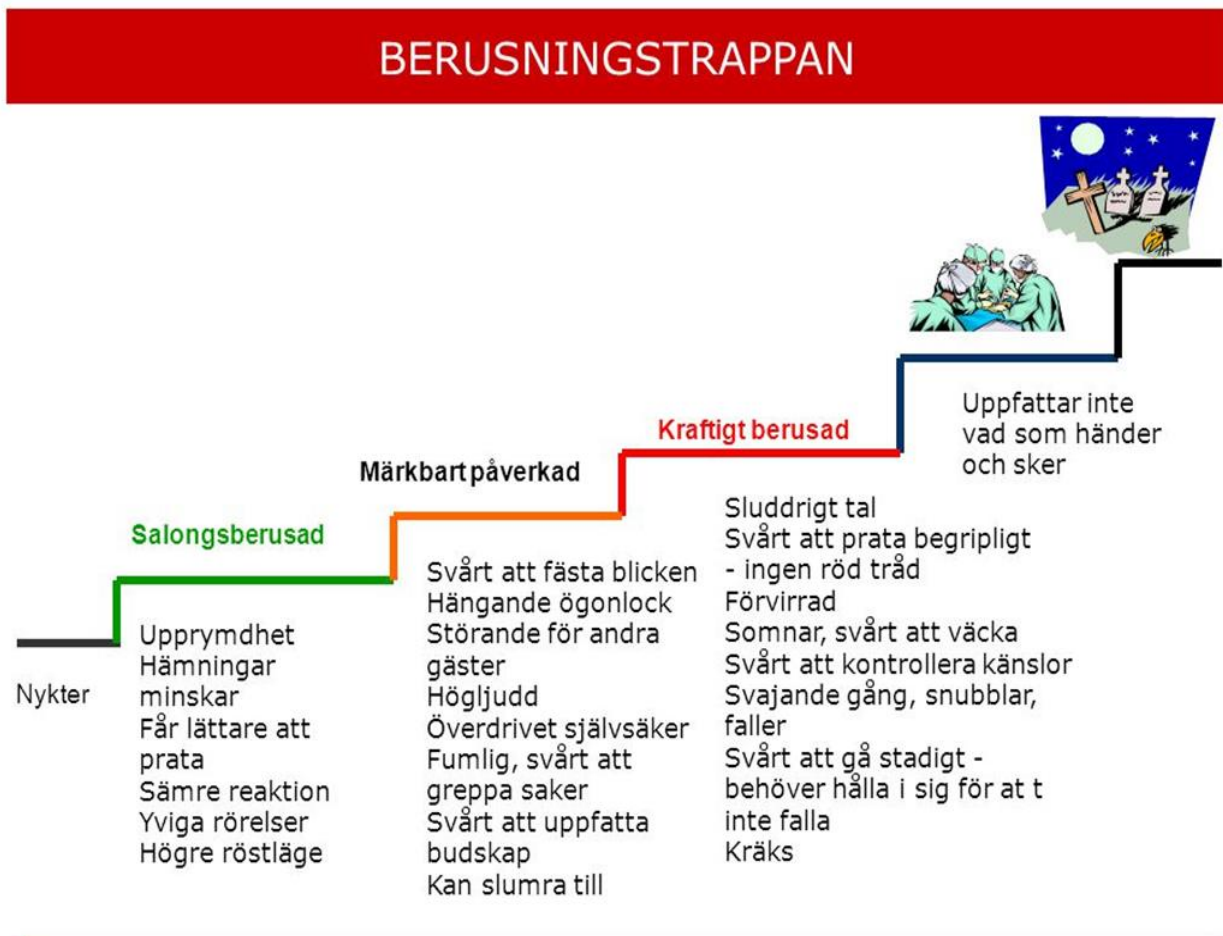 BERUSNINGSTRAPPAN
Nykter
Salongsberusad
Upprymdhet
Hämningar
minskar
Får lättare att
prata
Sämre reaktion
Yviga rörelser
Högre röstläge
Märkbart påverkad
Svårt att fästa blicken
Hängande ögonlock
Störande för andra
gäster
Högljudd
Överdrivet självsäker
Fumlig, svårt att
greppa saker
Svårt att uppfatta
budskap
Kan slumra till
Kraftigt berusad
Sluddrigt tal
Svårt att prata begripligt
- ingen röd tråd
Förvirrad
Somnar, svårt att väcka
Svårt att kontrollera känslor
Svajande gång, snubblar,
faller
Svårt att gå stadigt -
behöver hålla i sig för at t
inte falla
Kräks
Uppfattar inte
vad som händer
och sker